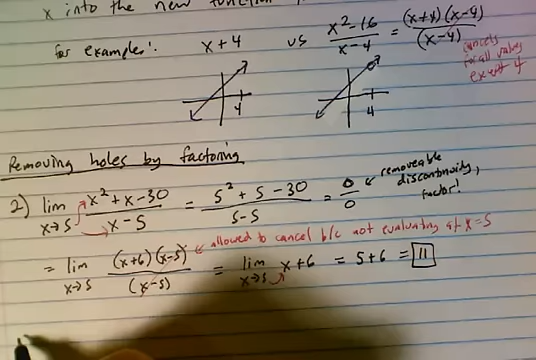 x into the new function
for examples: x + 4 vs x² - 16 / x - 4 = (x+4)(x-4) / (x-4)
cancels for all values except 4
4 4
Removing holes by factoring
2) lim x→5 x² + x - 30 / x - 5 = 5² + 5 - 30 / 5 - 5 = 0/0 ← removeable discontinuity, factor!
← allowed to cancel b/c not evaluating at x = 5
= lim x→5 (x+6)(x-5) / (x-5) = lim x→5 x+6 = 5+6 = 11